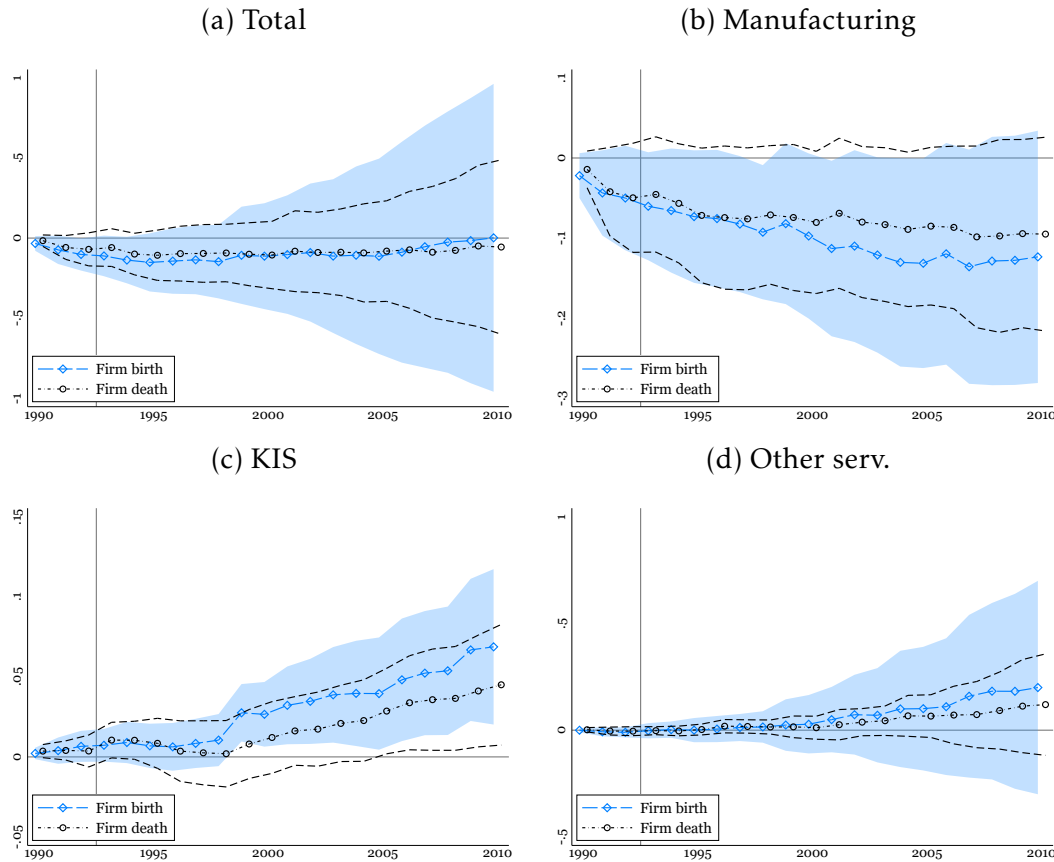 (a) Total
1
.5
0
-.5
-1
Firm birth
Firm death
1990 1995 2000 2005 2010
(b) Manufacturing
.1
0
-.1
-.2
-.3
Firm birth
Firm death
1990 1995 2000 2005 2010
(c) KIS
.15
.1
.05
0
-.05
Firm birth
Firm death
1990 1995 2000 2005 2010
(d) Other serv.
1
.5
0
-.5
Firm birth
Firm death
1990 1995 2000 2005 2010